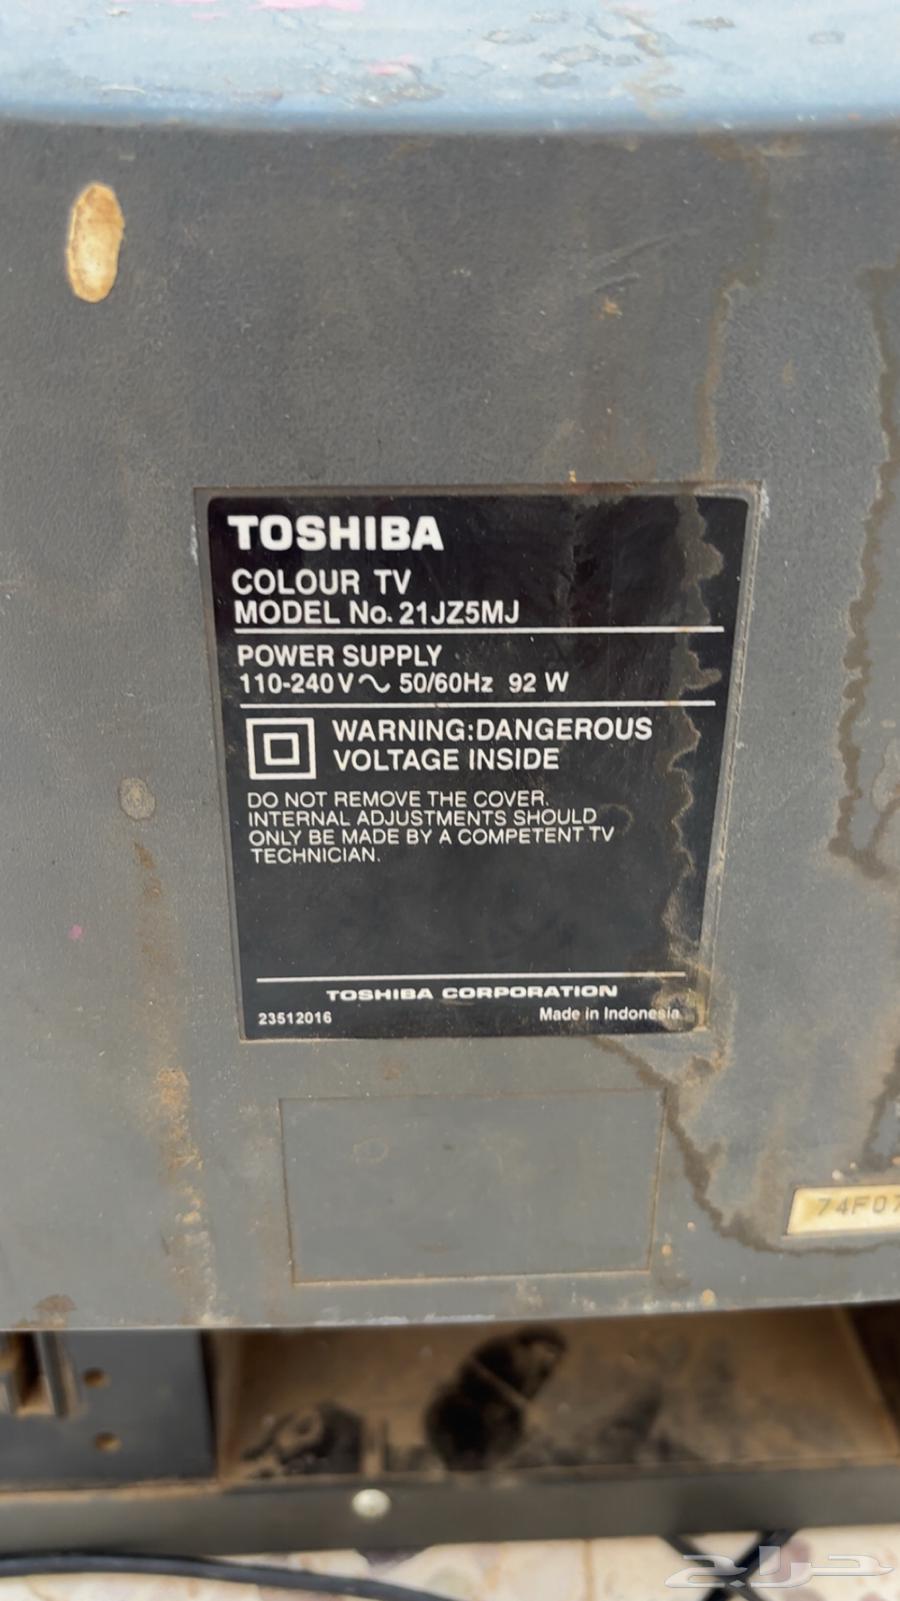 TOSHIBA
COLOUR TV
MODEL No. 21JZ5MJ
POWER SUPPLY
110-240V～ 50/60Hz 92 W
WARNING:DANGEROUS
VOLTAGE INSIDE
DO NOT REMOVE THE COVER.
INTERNAL ADJUSTMENTS SHOULD
ONLY BE MADE BY A COMPETENT TV
TECHNICIAN.
TOSHIBA CORPORATION
23512016 Made in Indonesia
74F07
حراج